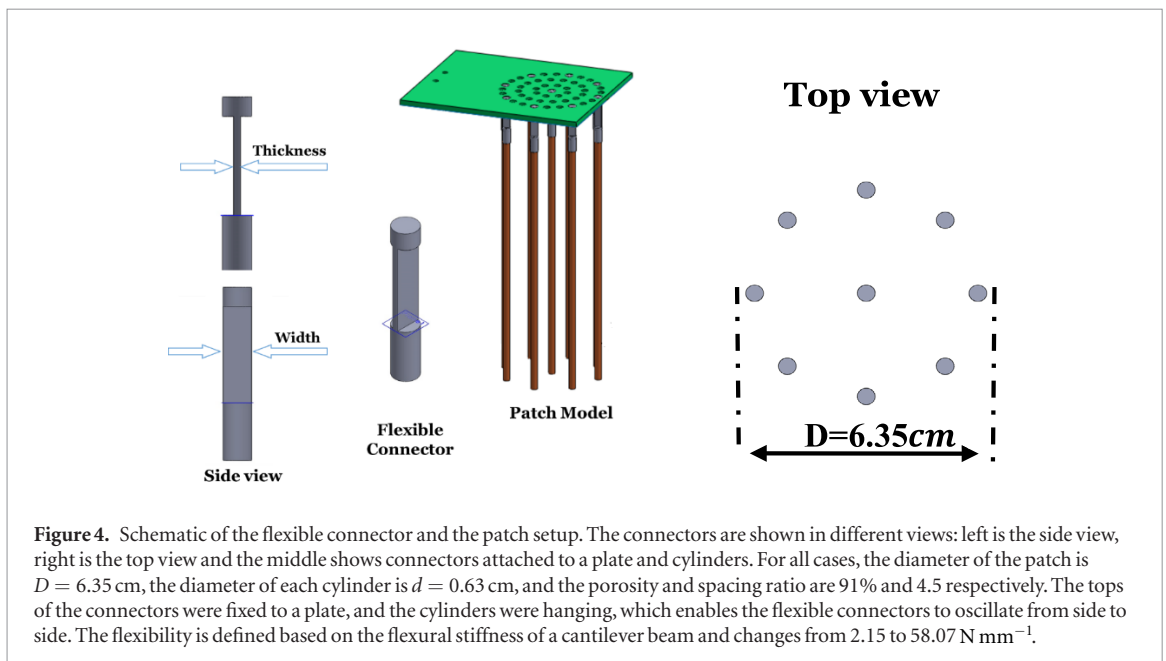 Top view
Thickness
Width
Side view
Flexible
Connector
Patch Model
D=6.35cm
Figure 4. Schematic of the flexible connector and the patch setup. The connectors are shown in different views: left is the side view,
right is the top view and the middle shows connectors attached to a plate and cylinders. For all cases, the diameter of the patch is
D = 6.35 cm, the diameter of each cylinder is d = 0.63 cm, and the porosity and spacing ratio are 91% and 4.5 respectively. The tops
of the connectors were fixed to a plate, and the cylinders were hanging, which enables the flexible connectors to oscillate from side to
side. The flexibility is defined based on the flexural stiffness of a cantilever beam and changes from 2.15 to 58.07 N mm⁻¹.